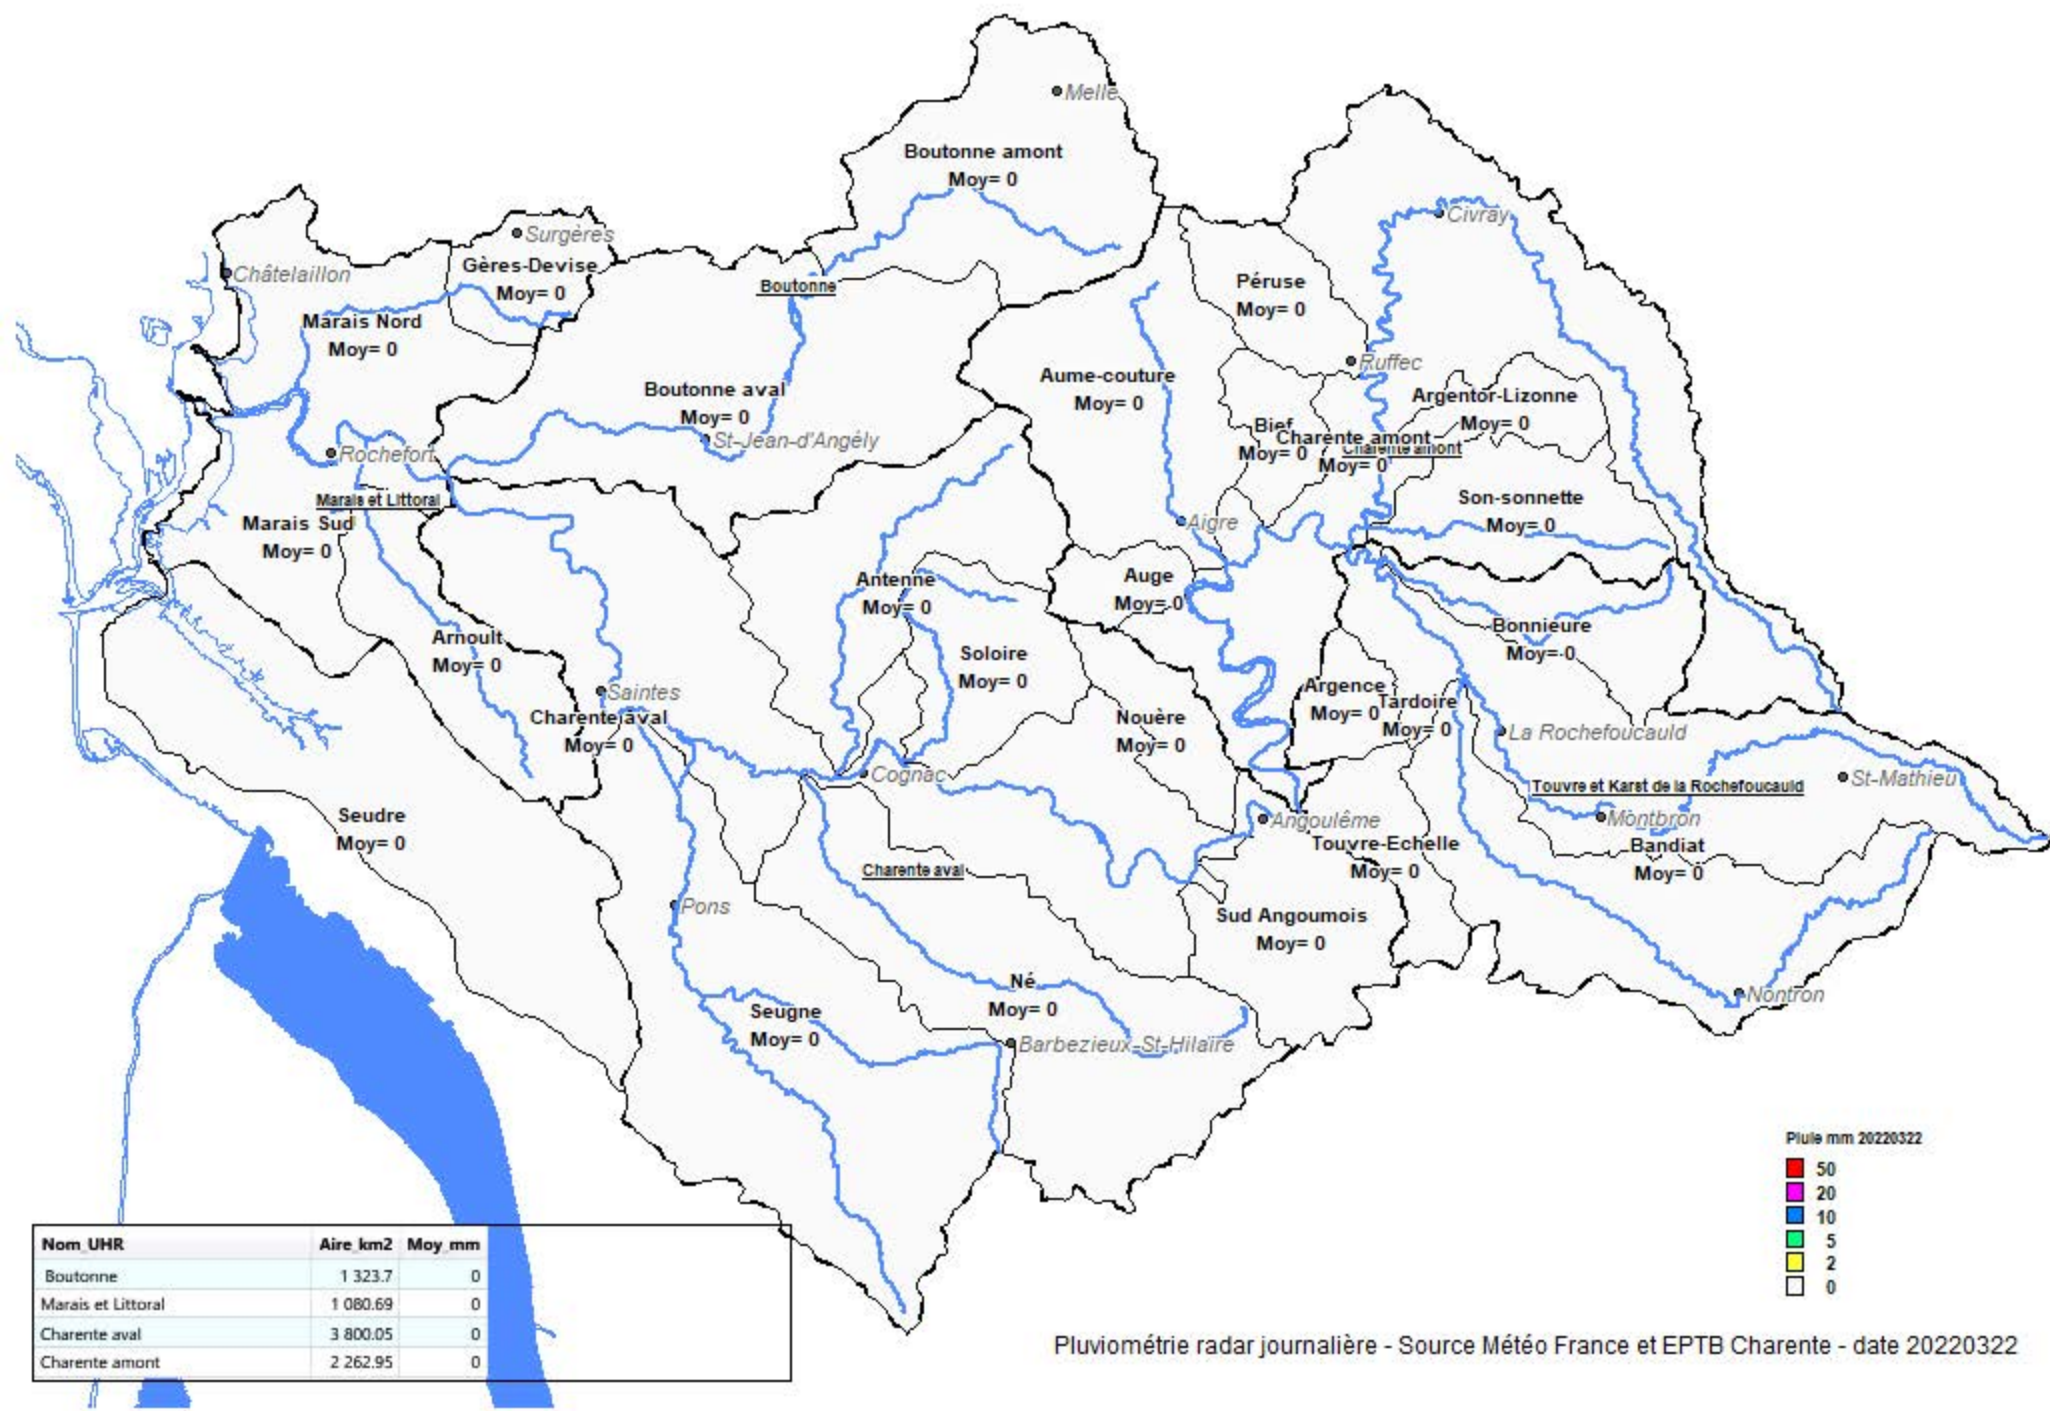 Melle
Boutonne amont
Moy= 0
Civray
Surgères
Châtelaillon
Gères-Devise
Moy= 0
Boutonne
Péruse
Moy= 0
Marais Nord
Moy= 0
Ruffec
Aume-couture
Moy= 0
Boutonne aval
Moy= 0
Argentor-Lizonne
Moy= 0
St-Jean-d'Angély
Bief
Moy= 0
Charente amont
Moy= 0
Charente amont
Rochefort
Marais et Littoral
Son-sonnette
Moy= 0
Marais Sud
Moy= 0
Aigre
Antenne
Moy= 0
Auge
Moy= 0
Bonnieure
Moy= 0
Arnoult
Moy= 0
Soloire
Moy= 0
Saintes
Argence
Moy= 0
Tardoire
Moy= 0
Charente aval
Moy= 0
Nouère
Moy= 0
La Rochefoucauld
Cognac
St-Mathieu
Touvre et Karst de la Rochefoucauld
Seudre
Moy= 0
Angoulême
Montbron
Touvre-Echelle
Moy= 0
Bandiat
Moy= 0
Charente aval
Pons
Sud Angoumois
Moy= 0
Né
Moy= 0
Nontron
Seugne
Moy= 0
Barbezieux-St-Hilaire
Pluie mm 20220322
50
20
10
5
2
0
Nom_UHR Aire_km2 Moy_mm
Boutonne 1 323.7 0
Marais et Littoral 1 080.69 0
Charente aval 3 800.05 0
Charente amont 2 262.95 0
Pluviométrie radar journalière - Source Météo France et EPTB Charente - date 20220322